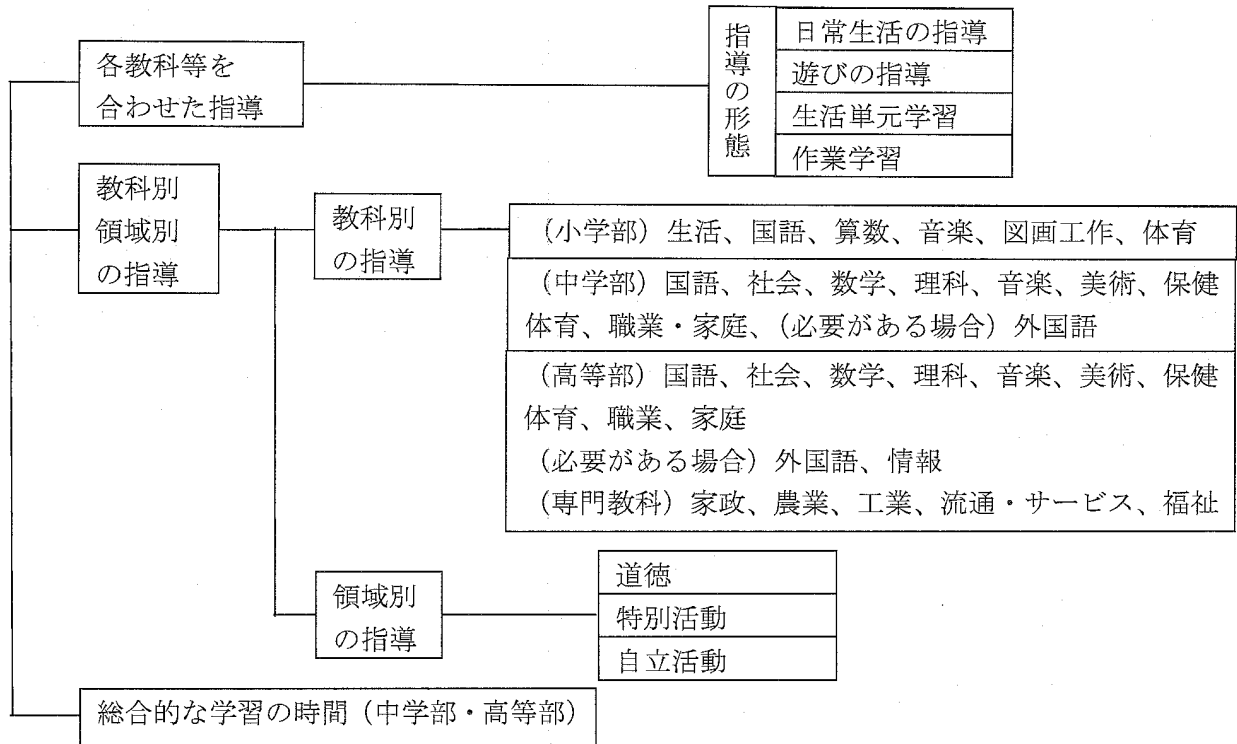 各教科等を
合わせた指導
指導の形態
日常生活の指導
遊びの指導
生活単元学習
作業学習
教科別
領域別
の指導
教科別
の指導
(小学部)生活、国語、算数、音楽、図画工作、体育
(中学部)国語、社会、数学、理科、音楽、美術、保健
体育、職業・家庭、(必要がある場合)外国語
(高等部)国語、社会、数学、理科、音楽、美術、保健
体育、職業、家庭
(必要がある場合)外国語、情報
(専門教科)家政、農業、工業、流通・サービス、福祉
領域別
の指導
道徳
特別活動
自立活動
総合的な学習の時間(中学部・高等部)